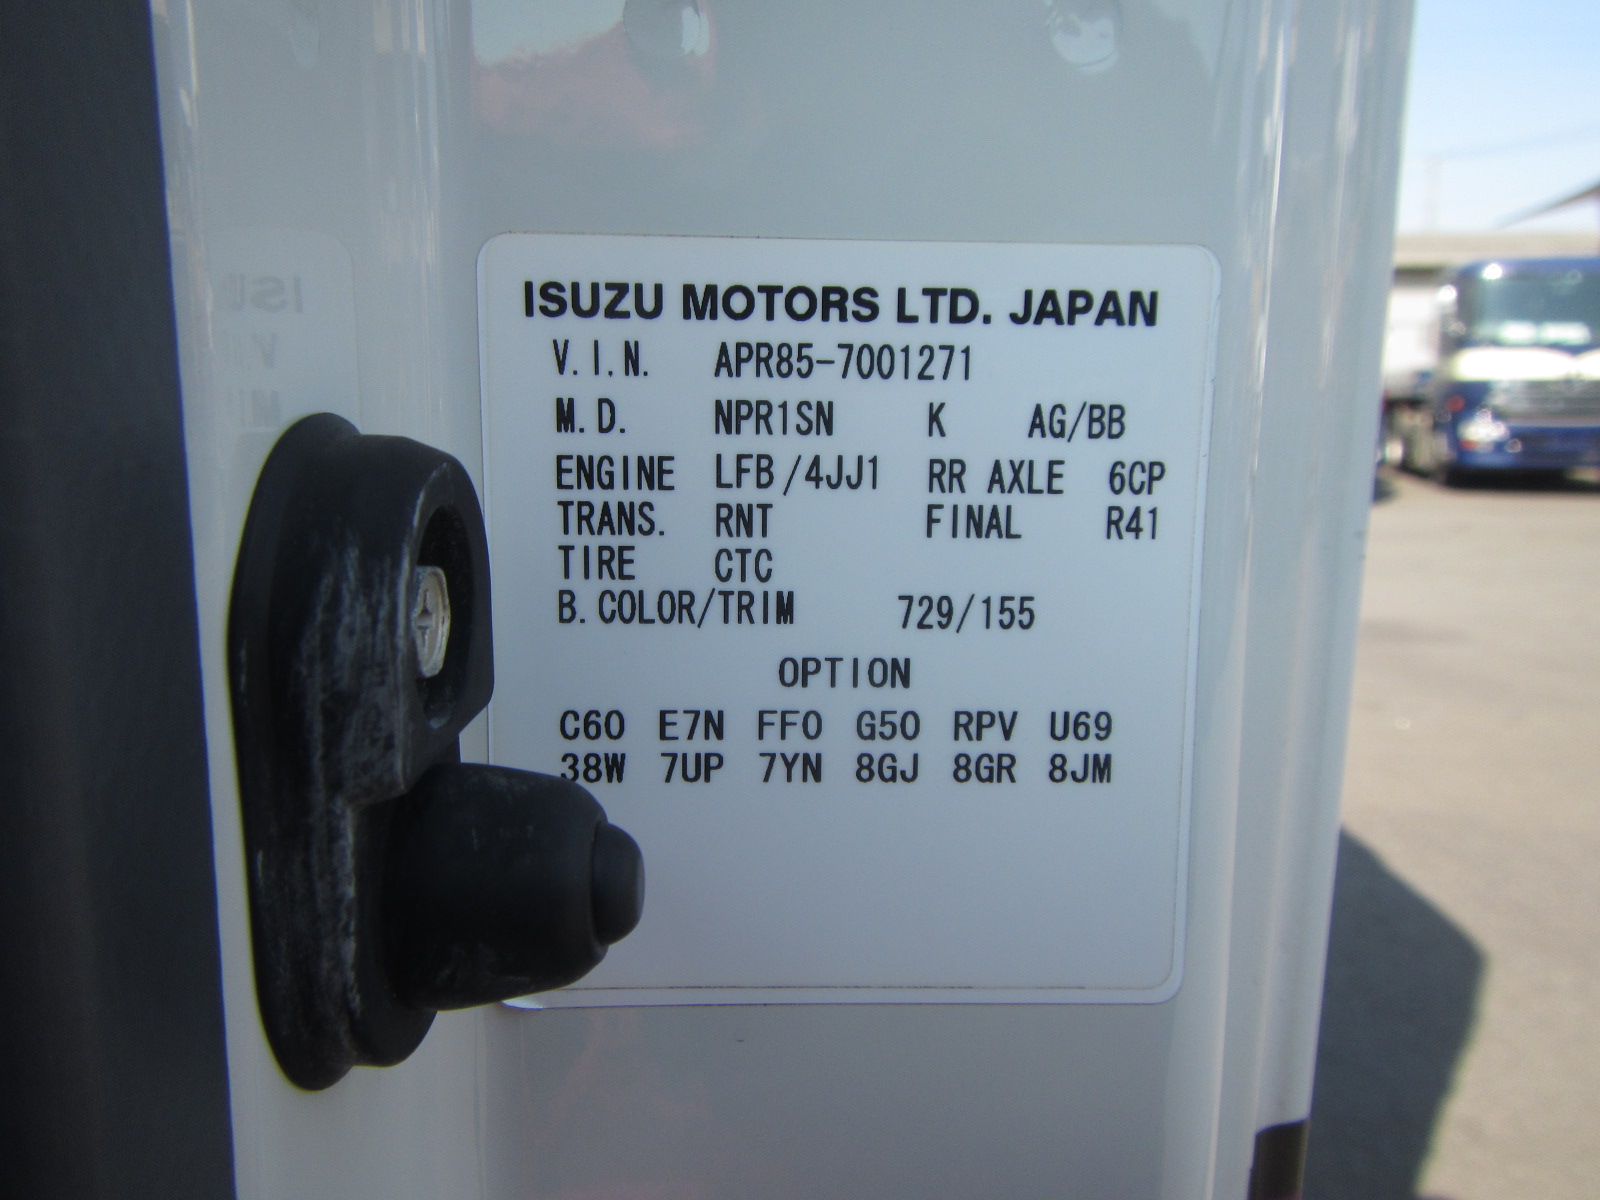 ISUZU MOTORS LTD. JAPAN
V.I.N. APR85-7001271
M.D. NPR1SN K AG/BB
ENGINE LFB/4JJ1 RR AXLE 6CP
TRANS. RNT FINAL R41
TIRE CTC
B.COLOR/TRIM 729/155
OPTION
C60 E7N FF0 G50 RPV U69
38W 7UP 7YN 8GJ 8GR 8JM